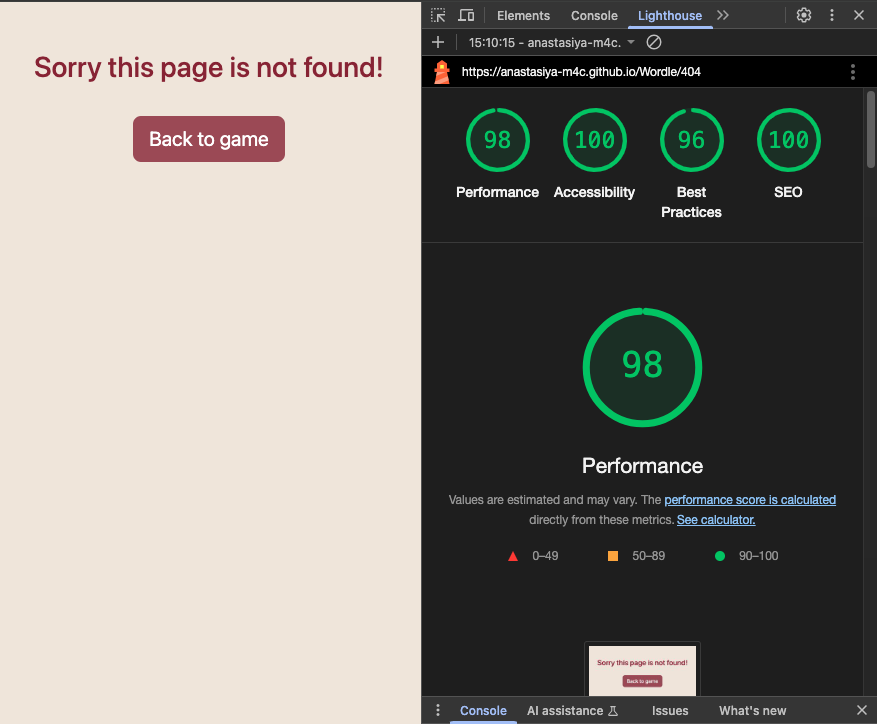 Sorry this page is not found!
Back to game
Elements Console Lighthouse
15:10:15 - anastasiya-m4c.
https://anastasiya-m4c.github.io/Wordle/404
98 100 96 100
Performance Accessibility Best Practices SEO
98
Performance
Values are estimated and may vary. The performance score is calculated
directly from these metrics. See calculator.
0–49 50–89 90–100
Sorry this page is not found!
Back to game
Console AI assistance Issues What's new